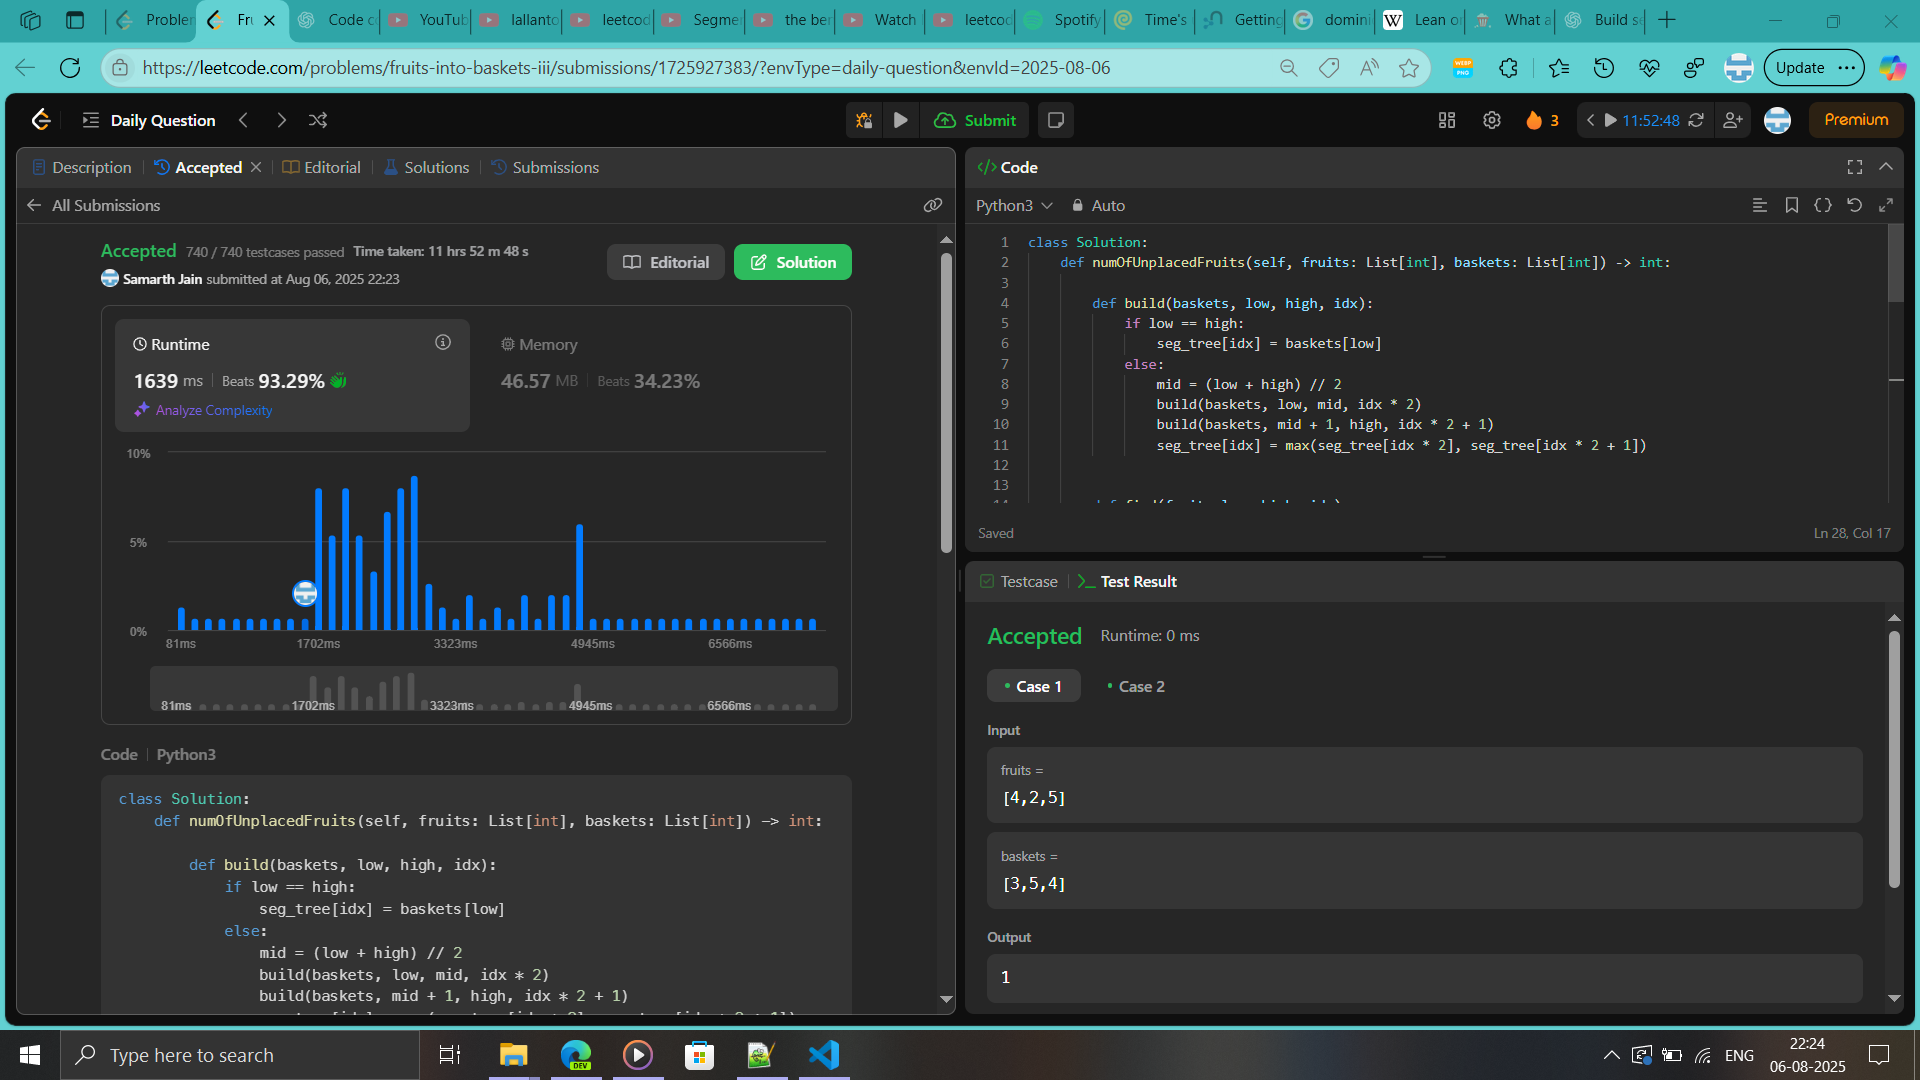 Problem
Fru
Code co
YouTub
lallanto
leetcod
Segmen
the ber
Watch
leetcod
Spotify
Time's
Getting
domini
Lean or
What a
Build se
https://leetcode.com/problems/fruits-into-baskets-iii/submissions/1725927383/?envType=daily-question&envId=2025-08-06
Update
Daily Question
Submit
3
11:52:48
Premium
Description
Accepted
Editorial
Solutions
Submissions
All Submissions
Accepted 740 / 740 testcases passed Time taken: 11 hrs 52 m 48 s
Samarth Jain submitted at Aug 06, 2025 22:23
Editorial
Solution
Runtime
1639 ms Beats 93.29%
Analyze Complexity
Memory
46.57 MB Beats 34.23%
10%
5%
0%
81ms 1702ms 3323ms 4945ms 6566ms
81ms 1702ms 3323ms 4945ms 6566ms
Code Python3
class Solution:
def numOfUnplacedFruits(self, fruits: List[int], baskets: List[int]) -> int:
def build(baskets, low, high, idx):
if low == high:
seg_tree[idx] = baskets[low]
else:
mid = (low + high) // 2
build(baskets, low, mid, idx * 2)
build(baskets, mid + 1, high, idx * 2 + 1)
Code
Python3
Auto
1 class Solution:
2 def numOfUnplacedFruits(self, fruits: List[int], baskets: List[int]) -> int:
3
4 def build(baskets, low, high, idx):
5 if low == high:
6 seg_tree[idx] = baskets[low]
7 else:
8 mid = (low + high) // 2
9 build(baskets, low, mid, idx * 2)
10 build(baskets, mid + 1, high, idx * 2 + 1)
11 seg_tree[idx] = max(seg_tree[idx * 2], seg_tree[idx * 2 + 1])
12
13
Saved
Ln 28, Col 17
Testcase
Test Result
Accepted Runtime: 0 ms
Case 1
Case 2
Input
fruits =
[4,2,5]
baskets =
[3,5,4]
Output
1
Type here to search
DEV
ENG
22:24
06-08-2025